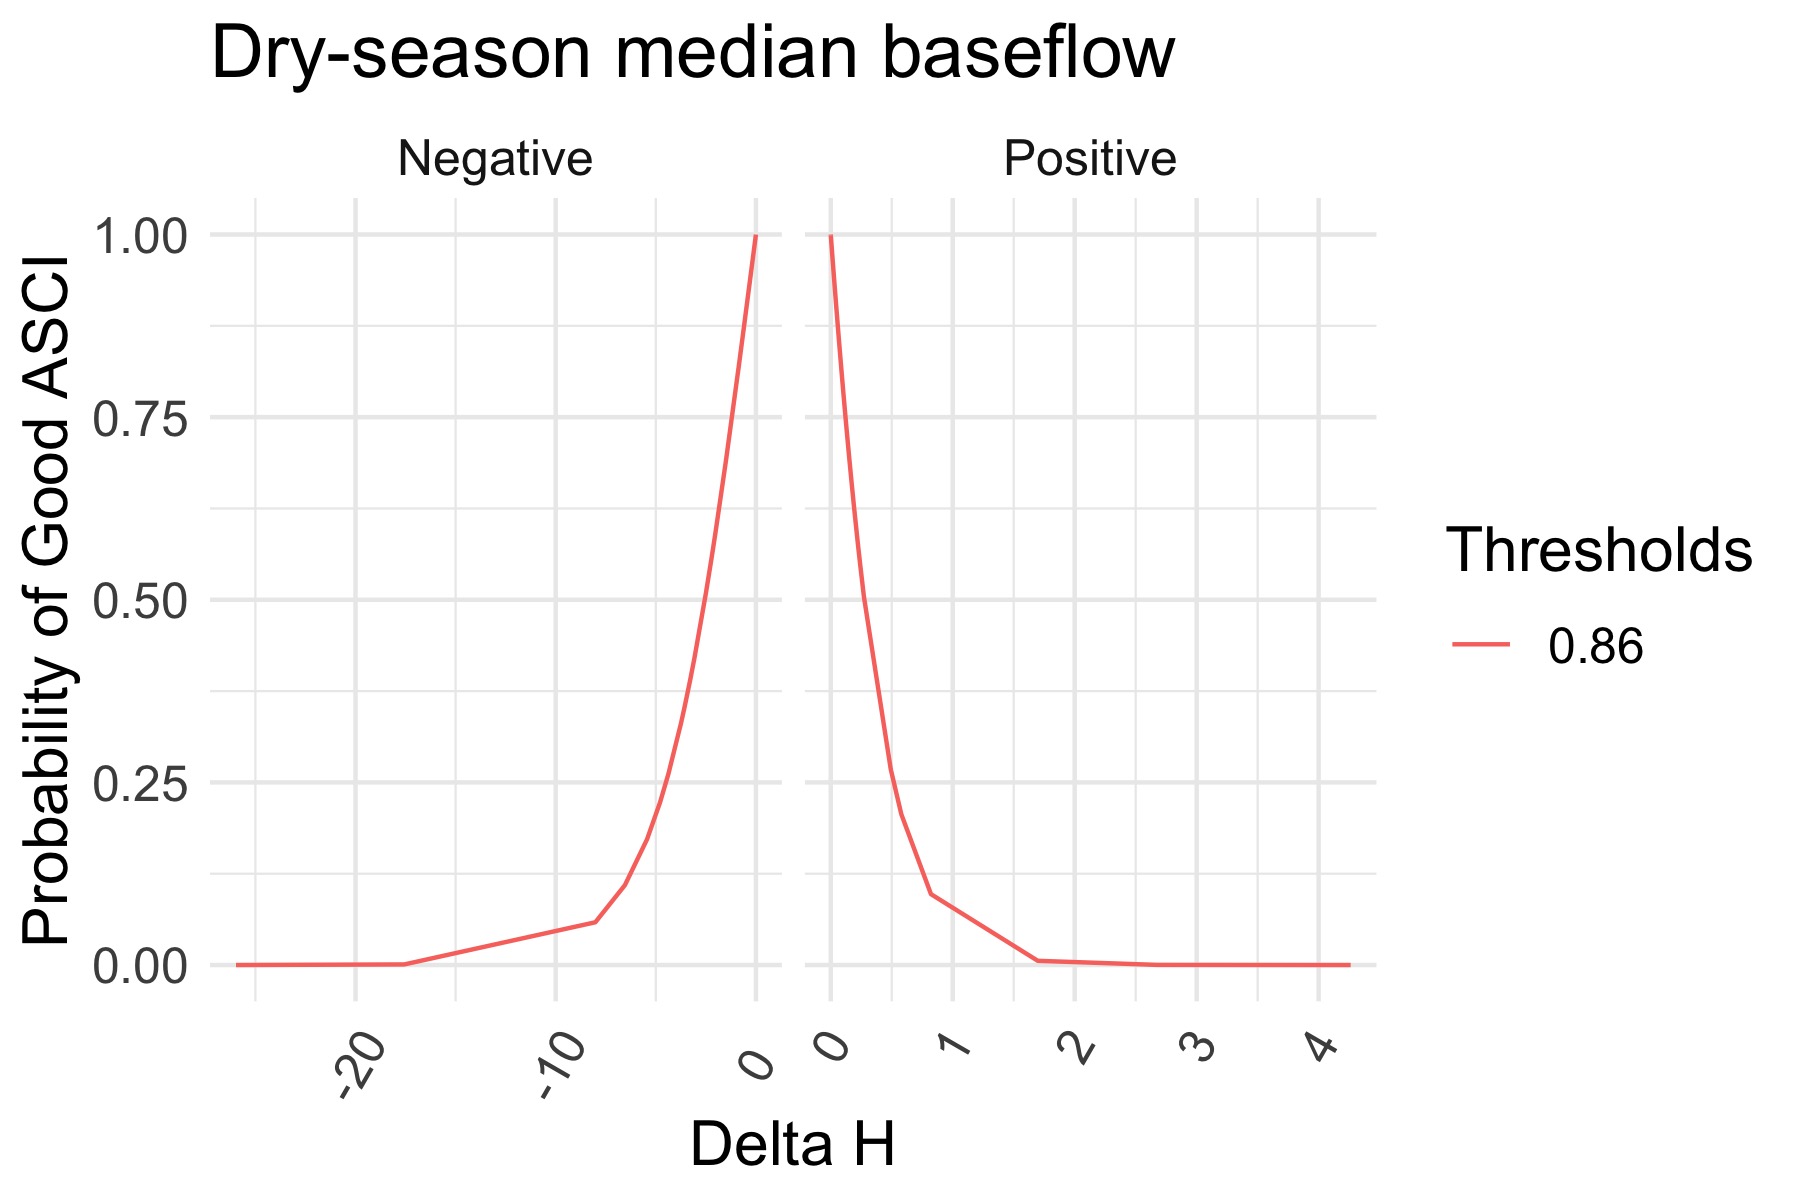 Dry-season median baseflow
Negative
Positive
Probability of Good ASCI
1.00
0.75
0.50
0.25
0.00
-20
-10
0
0
1
2
3
4
Delta H
Thresholds
0.86